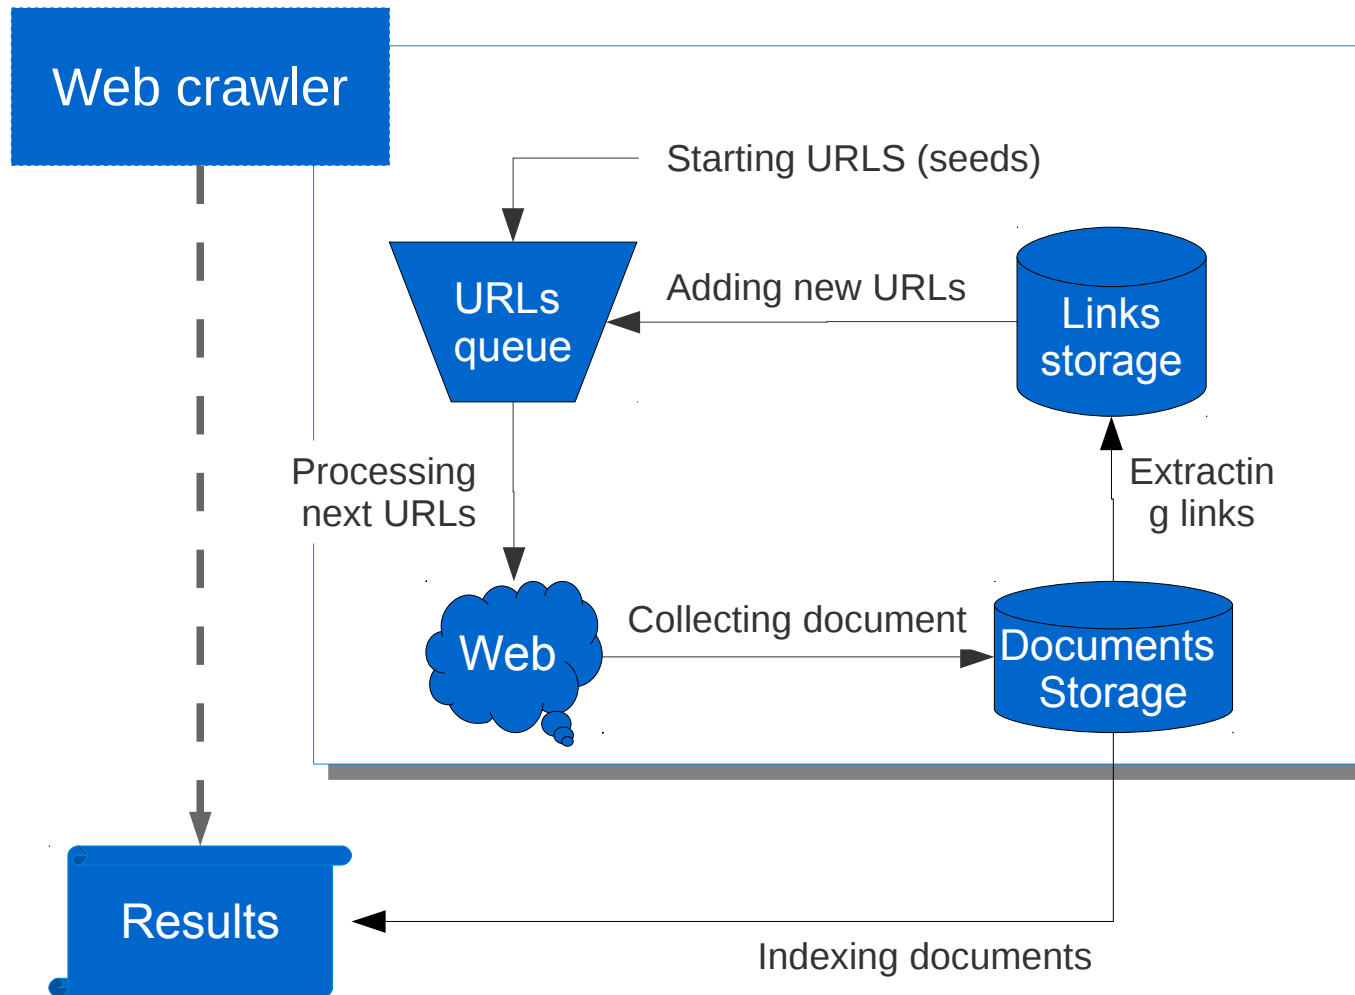 Web crawler
Starting URLS (seeds)
URLs
queue
Adding new URLs
Links
storage
Processing
next URLs
Extractin
g links
Web
Collecting document
Documents
Storage
Results
Indexing documents